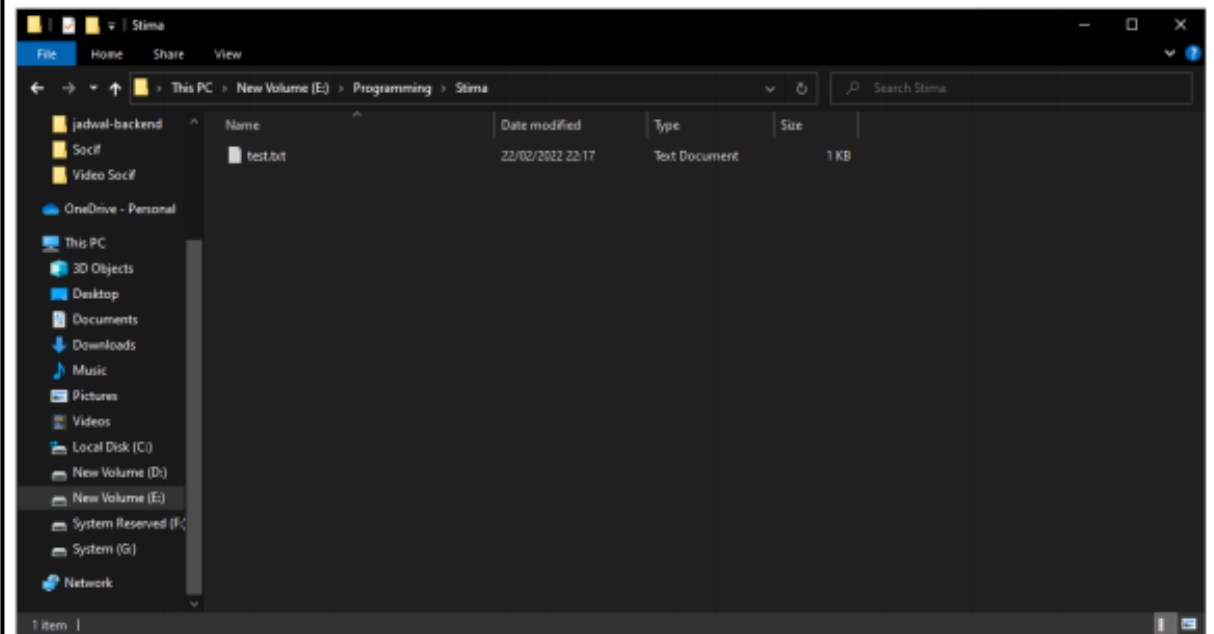 Stima
File Home Share View
This PC New Volume (E:) Programming Stima Search Stima
jadwal-backend
Socif
Video Socif
OneDrive - Personal
This PC
3D Objects
Desktop
Documents
Downloads
Music
Pictures
Videos
Local Disk (C:)
New Volume (D:)
New Volume (E:)
System Reserved (F:
System (G:)
Network
Name Date modified Type Size
test.txt 22/02/2022 22:17 Text Document 1 KB
1 item